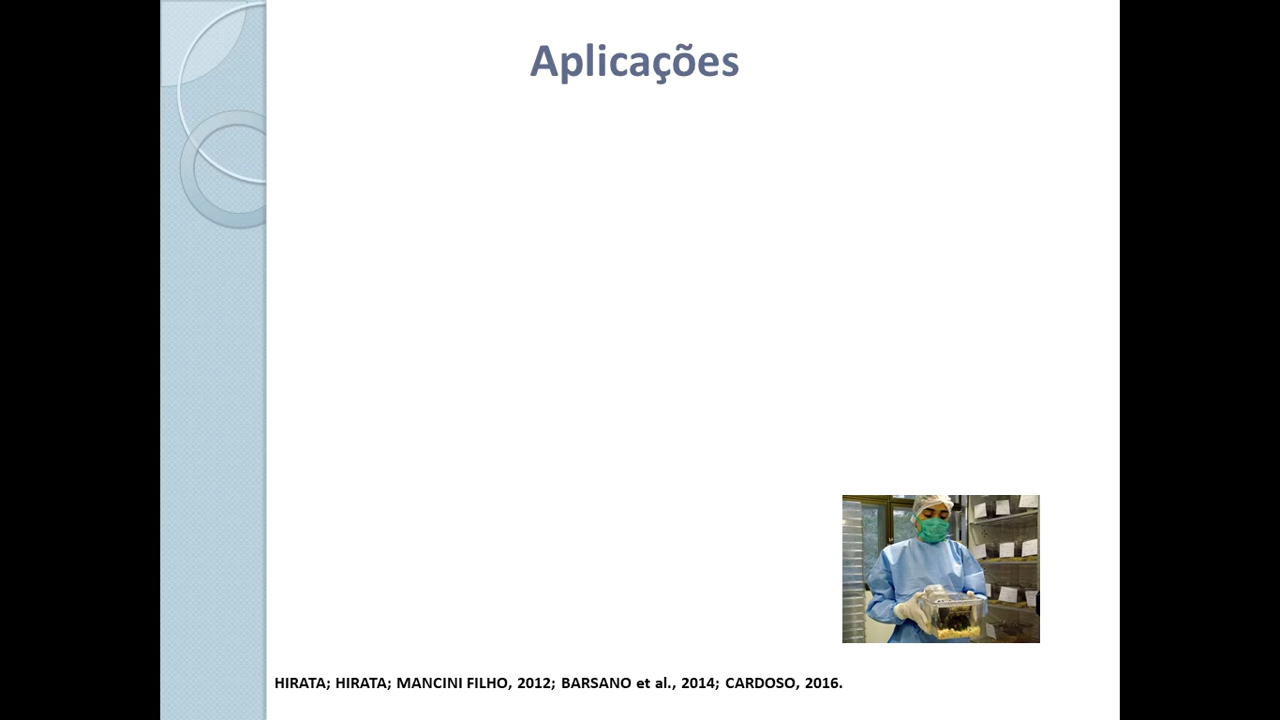 Aplicações
HIRATA; HIRATA; MANCINI FILHO, 2012; BARSANO et al., 2014; CARDOSO, 2016.